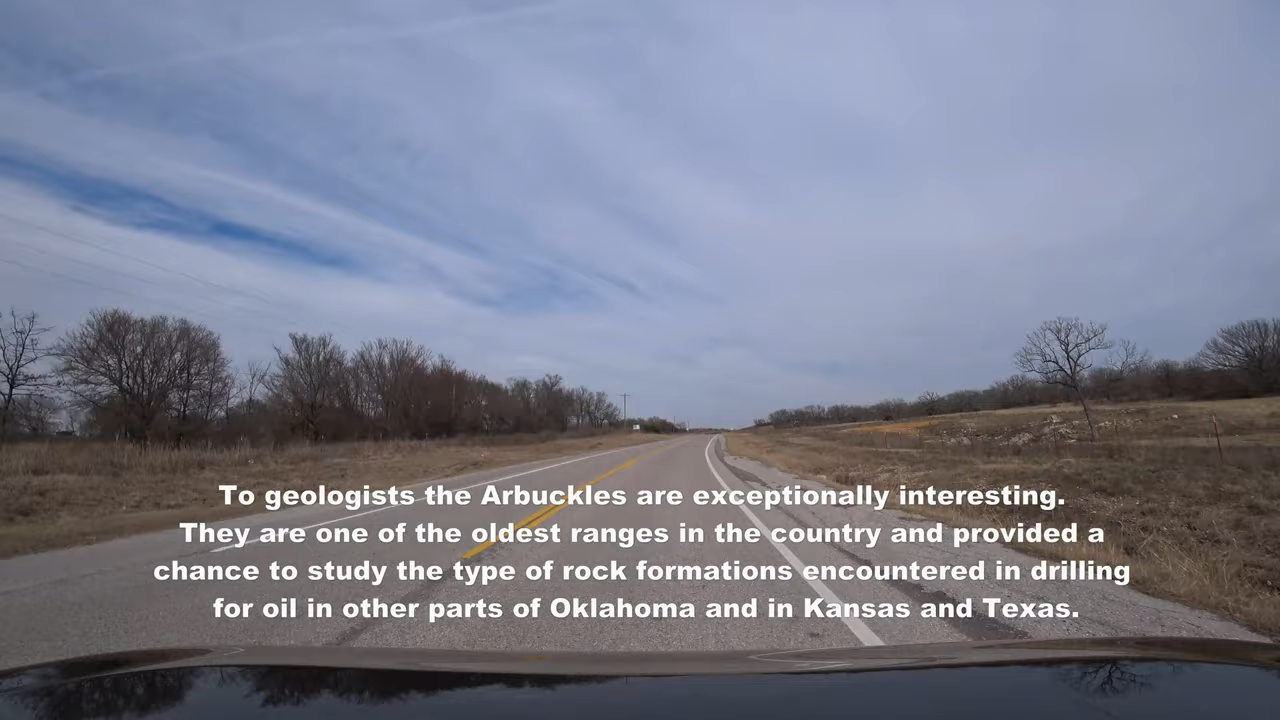 To geologists the Arbuckles are exceptionally interesting.
They are one of the oldest ranges in the country and provided a
chance to study the type of rock formations encountered in drilling
for oil in other parts of Oklahoma and in Kansas and Texas.